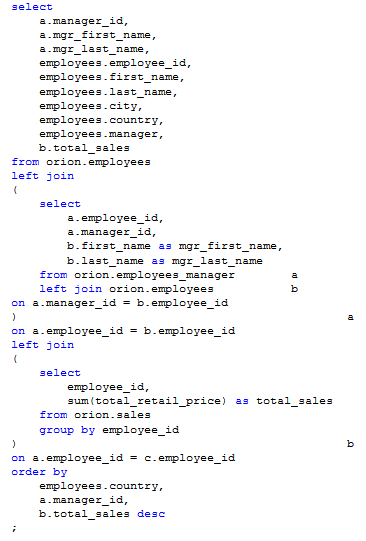 select
    a.manager_id,
    a.mgr_first_name,
    a.mgr_last_name,
    employees.employee_id,
    employees.first_name,
    employees.last_name,
    employees.city,
    employees.country,
    employees.manager,
    b.total_sales
from orion.employees
left join
(
    select
        a.employee_id,
        a.manager_id,
        b.first_name as mgr_first_name,
        b.last_name as mgr_last_name
    from orion.employees_manager        a
    left join orion.employees           b
on a.manager_id = b.employee_id
)                                               a
on a.employee_id = b.employee_id
left join
(
    select
        employee_id,
        sum(total_retail_price) as total_sales
    from orion.sales
    group by employee_id
)                                               b
on a.employee_id = c.employee_id
order by
    employees.country,
    a.manager_id,
    b.total_sales desc
;